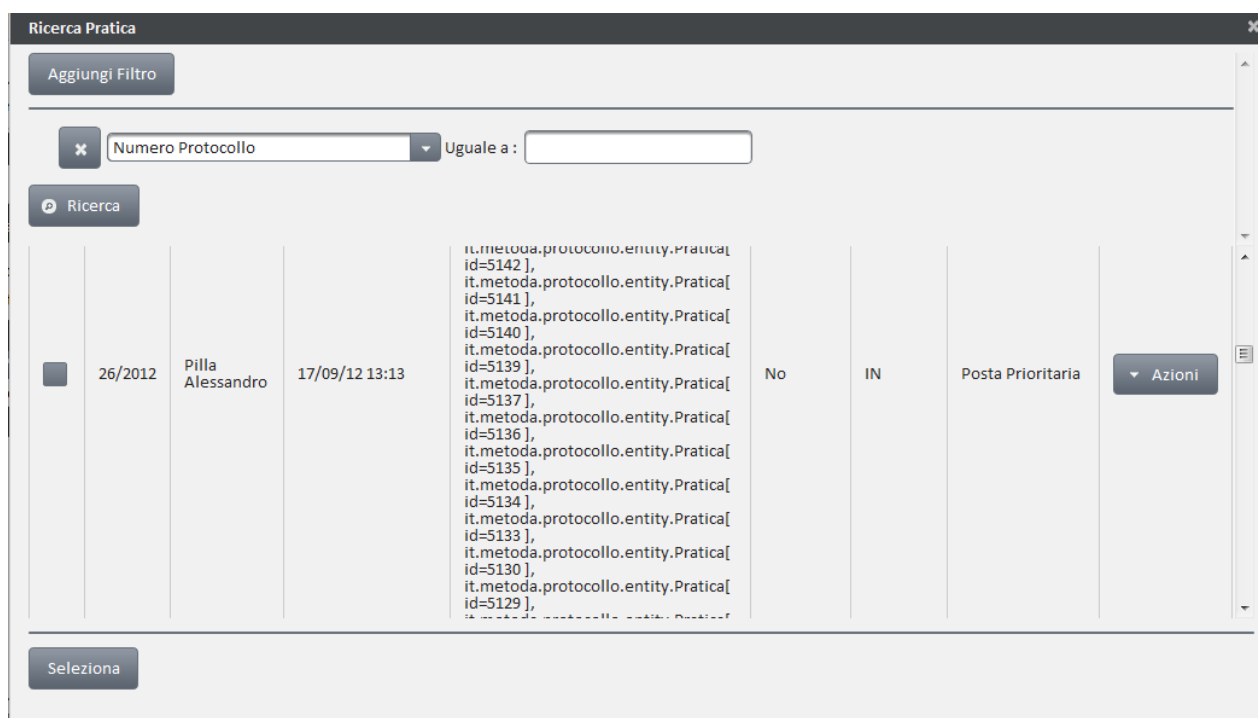 Ricerca Pratica
Aggiungi Filtro
Numero Protocollo Uguale a :
Ricerca
it.metoda.protocollo.entity.Pratica[
id=5142 ],
it.metoda.protocollo.entity.Pratica[
id=5141 ],
it.metoda.protocollo.entity.Pratica[
id=5140 ],
it.metoda.protocollo.entity.Pratica[
id=5139 ],
it.metoda.protocollo.entity.Pratica[
id=5137 ],
it.metoda.protocollo.entity.Pratica[
id=5136 ],
it.metoda.protocollo.entity.Pratica[
id=5135 ],
it.metoda.protocollo.entity.Pratica[
id=5134 ],
it.metoda.protocollo.entity.Pratica[
id=5133 ],
it.metoda.protocollo.entity.Pratica[
id=5130 ],
it.metoda.protocollo.entity.Pratica[
id=5129 ],
it.metoda.protocollo.entity.Pratica[
26/2012
Pilla
Alessandro
17/09/12 13:13
No
IN
Posta Prioritaria
Azioni
Seleziona